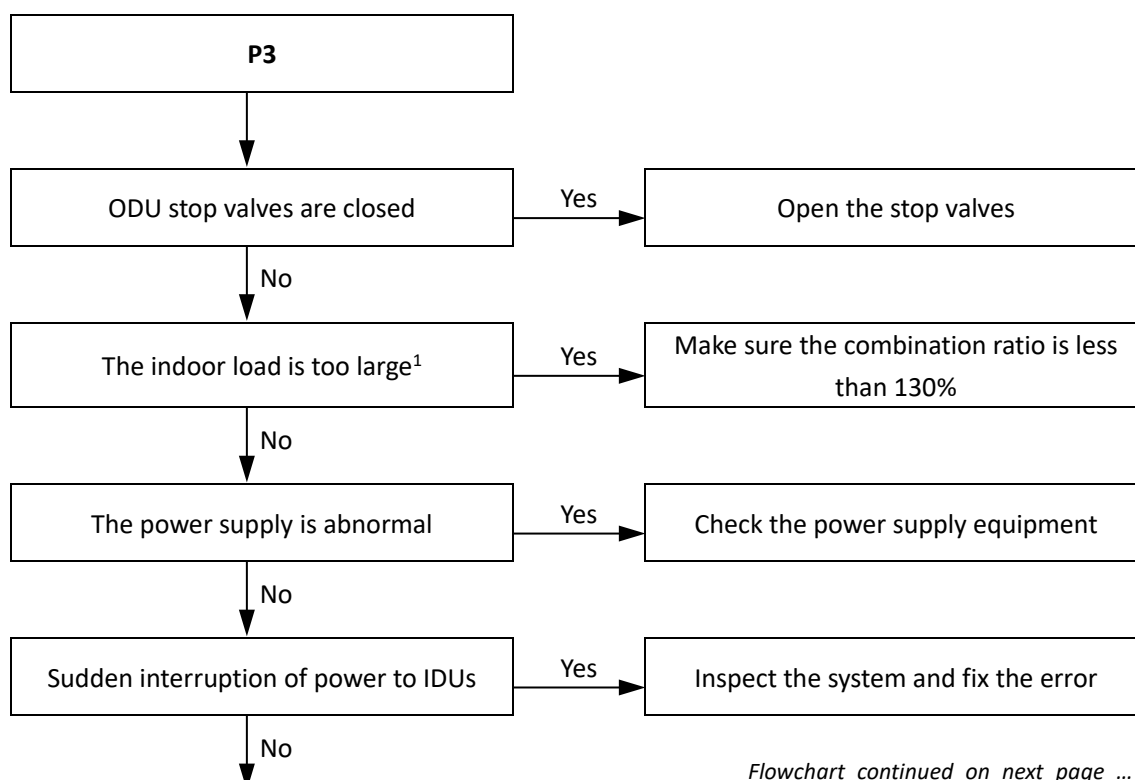 P3
ODU stop valves are closed
Yes
Open the stop valves
No
The indoor load is too large¹
Yes
Make sure the combination ratio is less
than 130%
No
The power supply is abnormal
Yes
Check the power supply equipment
No
Sudden interruption of power to IDUs
Yes
Inspect the system and fix the error
No
Flowchart continued on next page ...